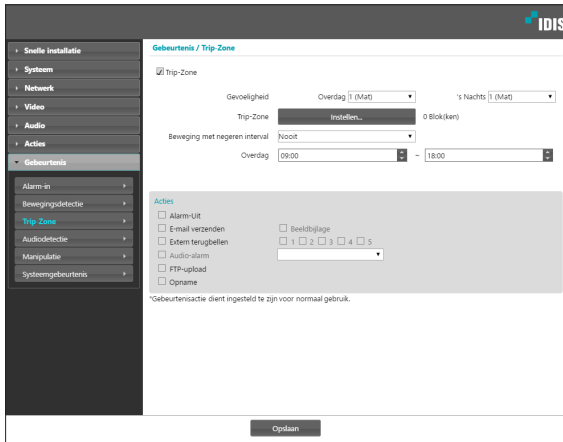 IDIS
Snelle installatie
Systeem
Netwerk
Video
Audio
Acties
Gebeurtenis
Alarm-in
Bewegingsdetectie
Trip-Zone
Audiodetectie
Manipulatie
Systeemgebeurtenis
Gebeurtenis / Trip-Zone
Trip-Zone
Gevoeligheid Overdag 1 (Mat) 's Nachts 1 (Mat)
Trip-Zone Instellen... 0 Blok(ken)
Beweging met negeren interval Nooit
Overdag 09:00 ~ 18:00
Acties
Alarm-Uit
E-mail verzenden Beeldbijlage
Extern terugbellen 1 2 3 4 5
Audio-alarm
FTP-upload
Opname
*Gebeurtenisactie dient ingesteld te zijn voor normaal gebruik.
Opslaan